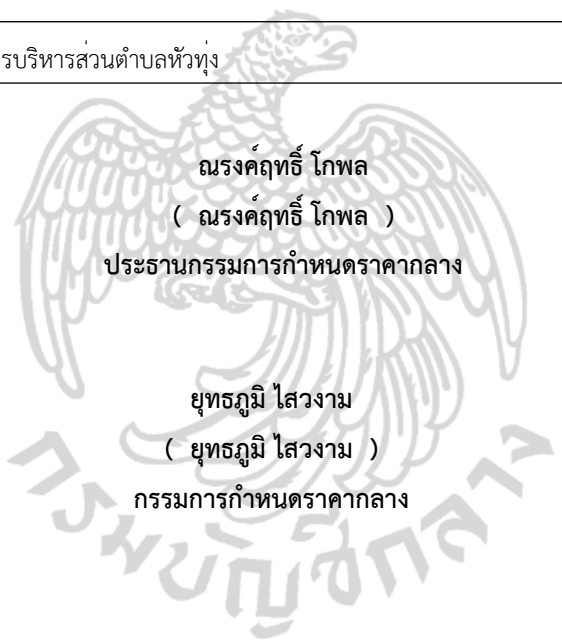 รบริหารส่วนตำบลหัวทุ่ง
ณรงค์ฤทธิ์ โกพล
( ณรงค์ฤทธิ์ โกพล )
ประธานกรรมการกำหนดราคากลาง
ยุทธภูมิ ไสวงาม
( ยุทธภูมิ ไสวงาม )
กรรมการกำหนดราคากลาง
กรมบัญชีกลาง